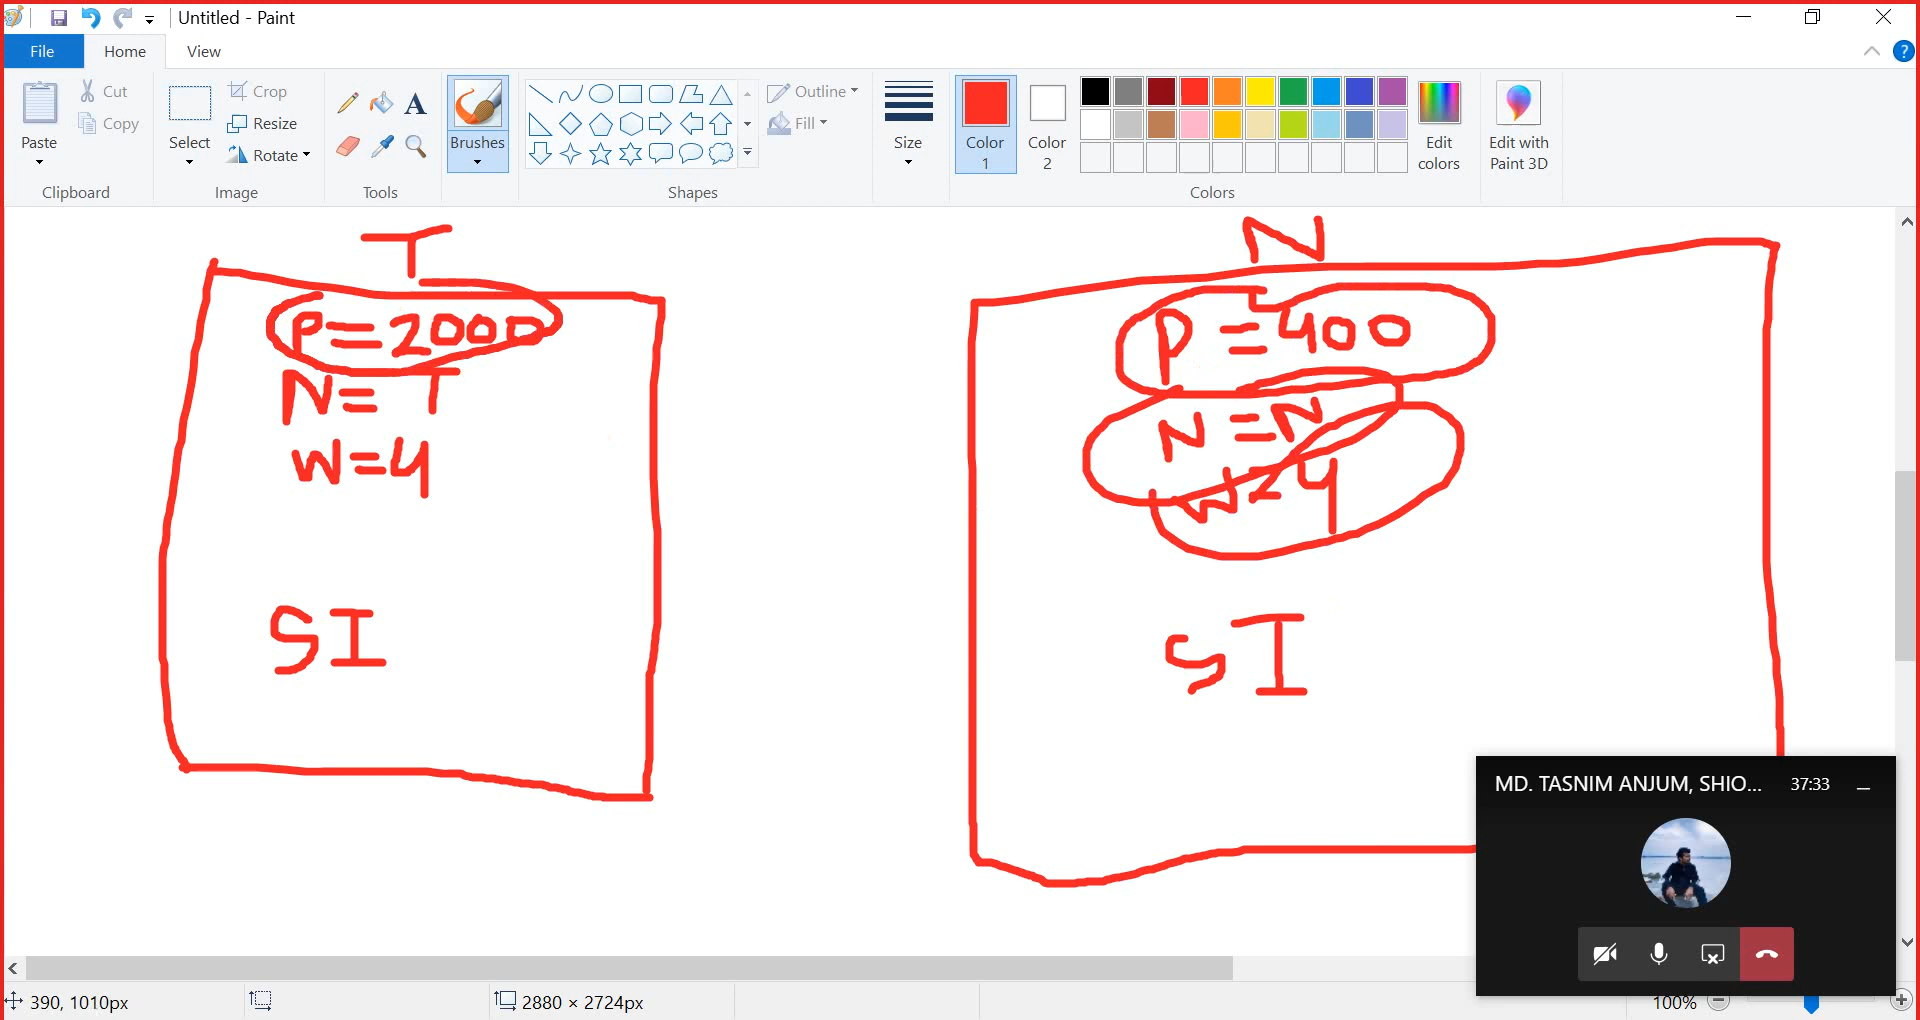 Untitled - Paint
File Home View
Paste
Cut
Copy
Clipboard
Select
Crop
Resize
Rotate
Image
A
Tools
Brushes
Shapes
Outline
Fill
Size
Color 1
Color 2
Colors
Edit colors
Edit with Paint 3D
T
P=2000
N=T
W=4
SI
N
P=400
N=N
W=4
SI
MD. TASNIM ANJUM, SHIO... 37:33
390, 1010px
2880 × 2724px
100%